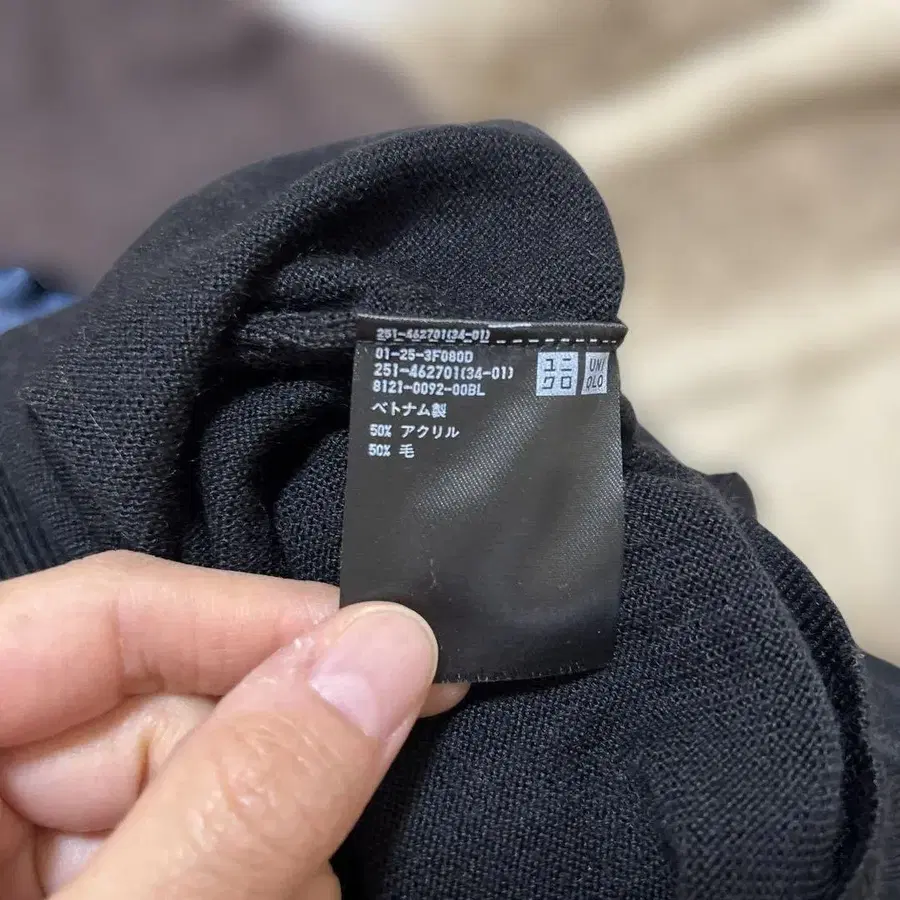 251-462701(34-01)
01-25-3F080D
251-462701(34-01)
8121-0092-00BL
ベトナム製
50% アクリル
50% 毛
ユニ
クロ
UNI
QLO